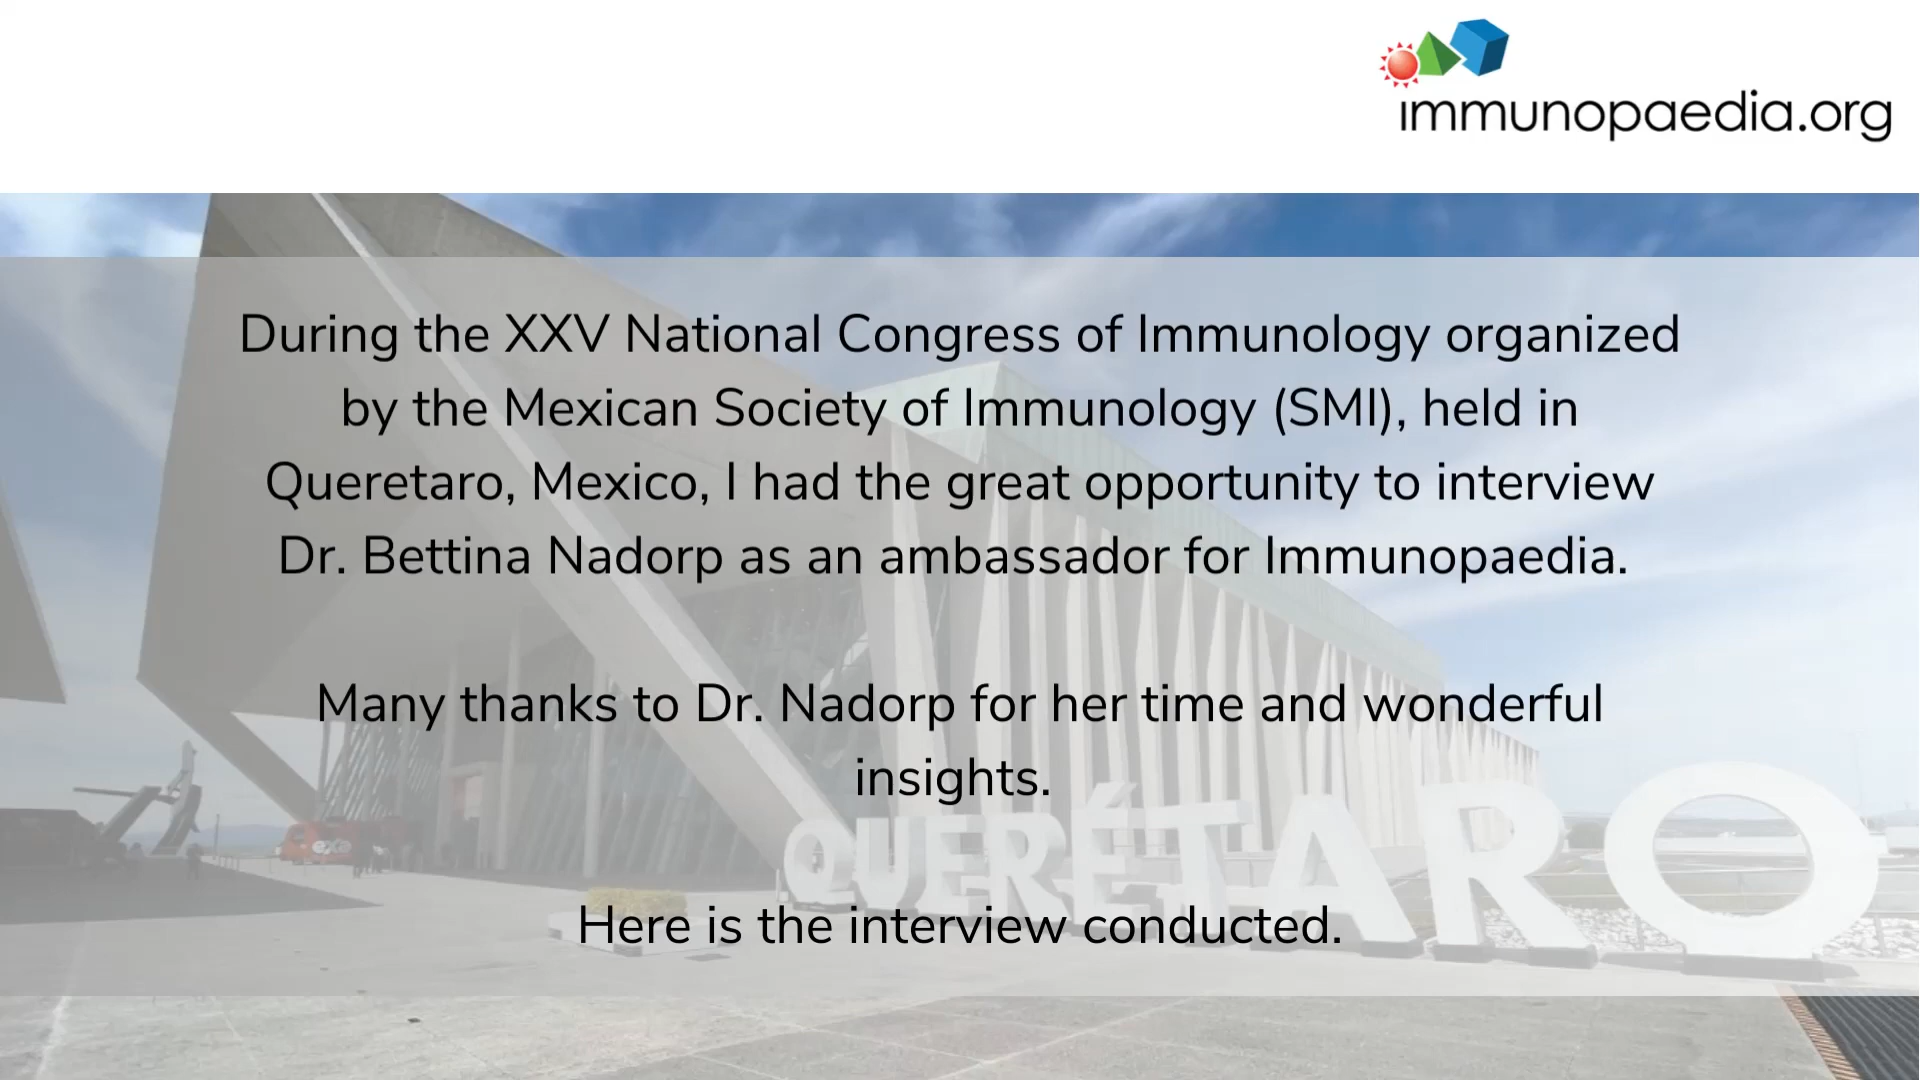 immunopaedia.org
During the XXV National Congress of Immunology organized
by the Mexican Society of Immunology (SMI), held in
Queretaro, Mexico, I had the great opportunity to interview
Dr. Bettina Nadorp as an ambassador for Immunopaedia.
Many thanks to Dr. Nadorp for her time and wonderful
insights.
QUERÉTARO
Here is the interview conducted.